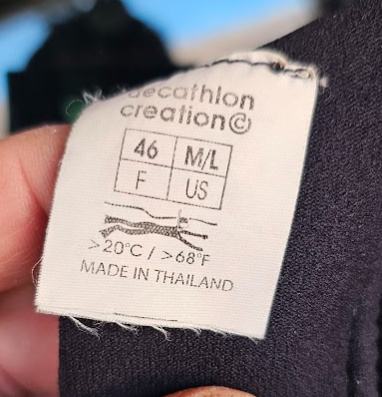 decathlon
creation©
46 M/L
F US
>20°C / >68°F
MADE IN THAILAND